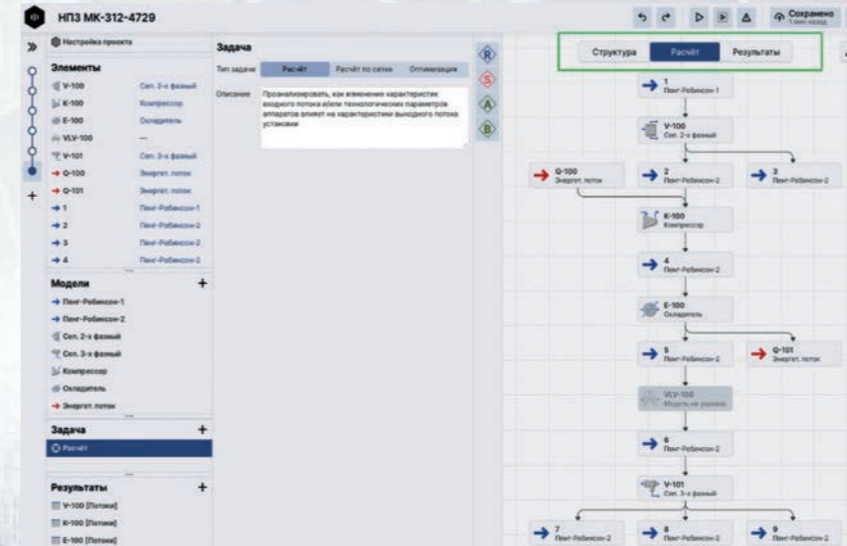 НПЗ МК-312-4729
Сохранено
1 мин назад
Настройка проекта
Элементы
V-100 Сеп. 2-х фазный
K-100 Компрессор
E-100 Охладитель
VLV-100 —
V-101 Сеп. 3-х фазный
Q-100 Энергет. поток
Q-101 Энергет. поток
1 Пенг-Робинсон-1
2 Пенг-Робинсон-2
3 Пенг-Робинсон-2
4 Пенг-Робинсон-2
Модели +
Пенг-Робинсон-1
Пенг-Робинсон-2
Сеп. 2-х фазный
Сеп. 3-х фазный
Компрессор
Охладитель
Энергет. поток
Задача +
Расчёт
Результаты +
V-100 [Потоки]
K-100 [Потоки]
E-100 [Потоки]
Задача
Тип задачи Расчёт Расчёт по сетке Оптимизация
Описание Проанализировать, как изменение характеристик
входного потока и/или технологических параметров
аппаратов влияет на характеристики выходного потока
установки
R
S
A
B
Структура Расчёт Результаты
1
Пенг-Робинсон-1
V-100
Сеп. 2-х фазный
Q-100
Энергет. поток
2
Пенг-Робинсон-2
3
Пенг-Робинсон-2
K-100
Компрессор
4
Пенг-Робинсон-2
E-100
Охладитель
5
Пенг-Робинсон-2
Q-101
Энергет. поток
VLV-100
Модель не указана
6
Пенг-Робинсон-2
V-101
Сеп. 3-х фазный
7
Пенг-Робинсон-2
8
Пенг-Робинсон-2
9
Пенг-Робинсон-2